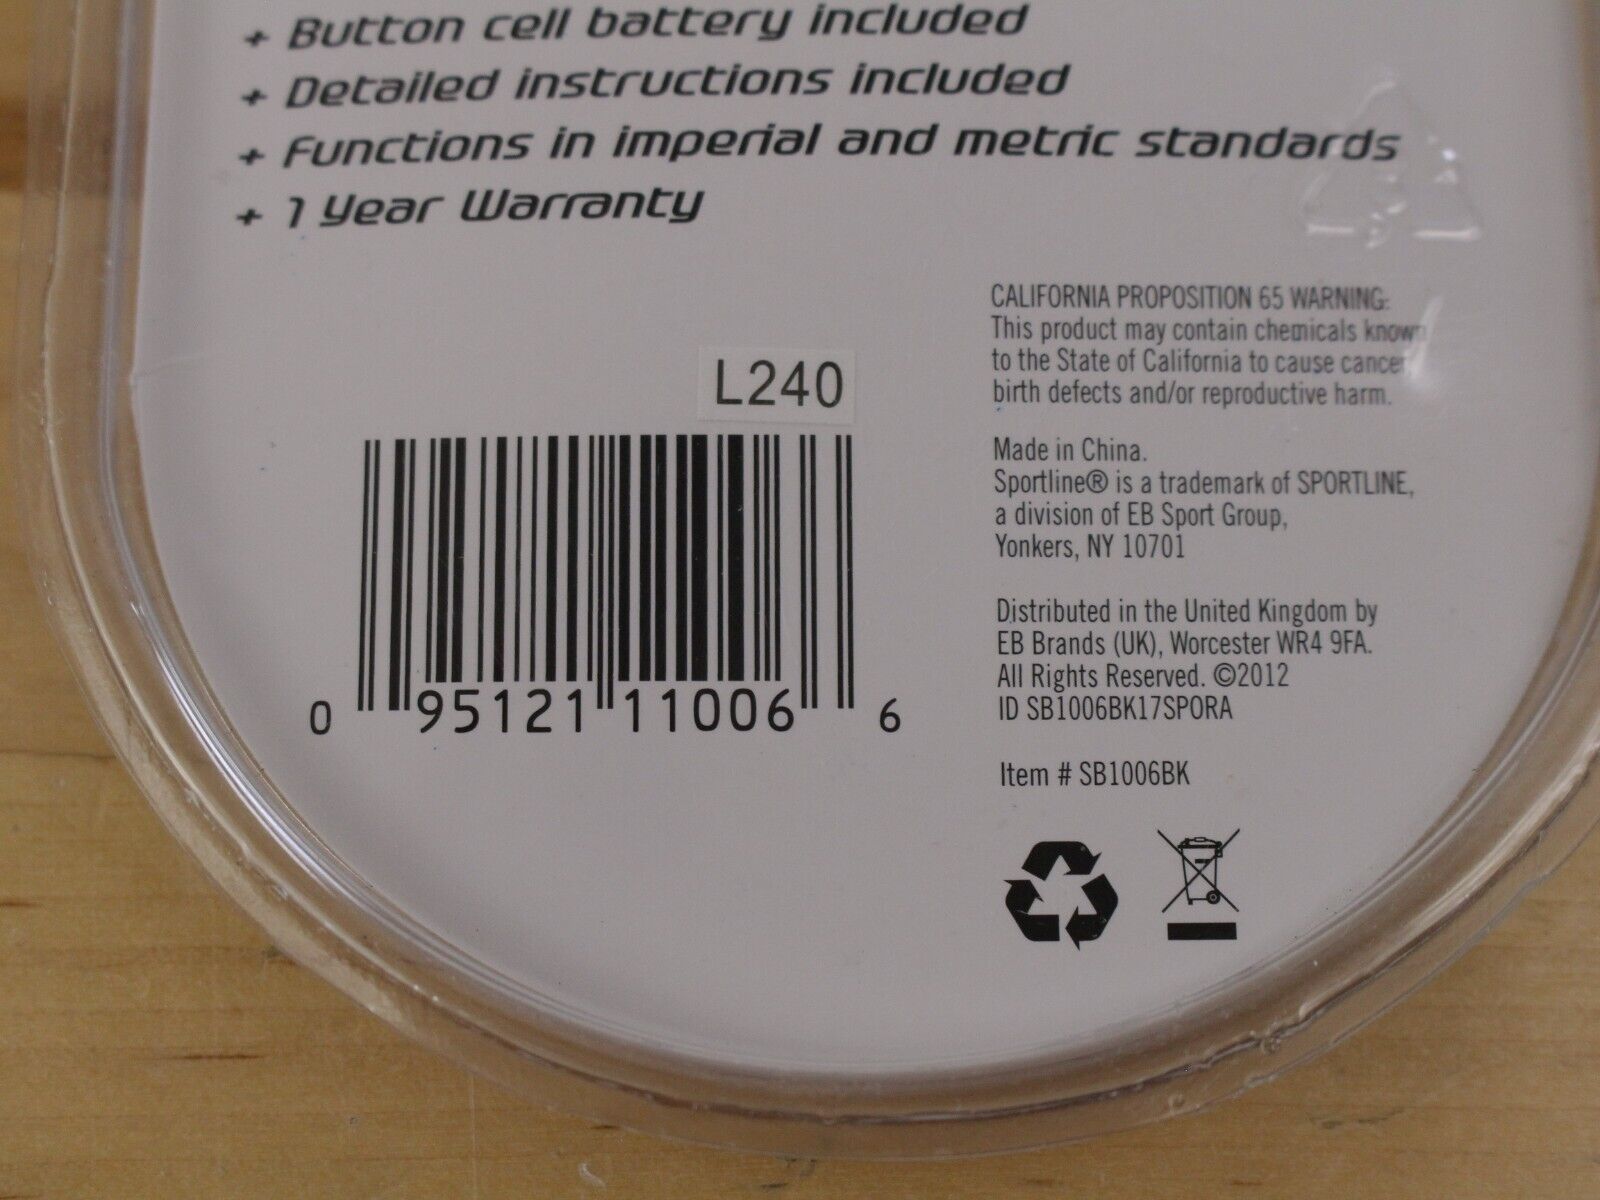 + Button cell battery included
+ Detailed instructions included
+ Functions in imperial and metric standards
+ 1 Year Warranty
L240
0 95121 11006 6
CALIFORNIA PROPOSITION 65 WARNING:
This product may contain chemicals known
to the State of California to cause cancer
birth defects and/or reproductive harm.
Made in China.
Sportline® is a trademark of SPORTLINE,
a division of EB Sport Group,
Yonkers, NY 10701
Distributed in the United Kingdom by
EB Brands (UK), Worcester WR4 9FA.
All Rights Reserved. ©2012
ID SB1006BK17SPORA
Item # SB1006BK